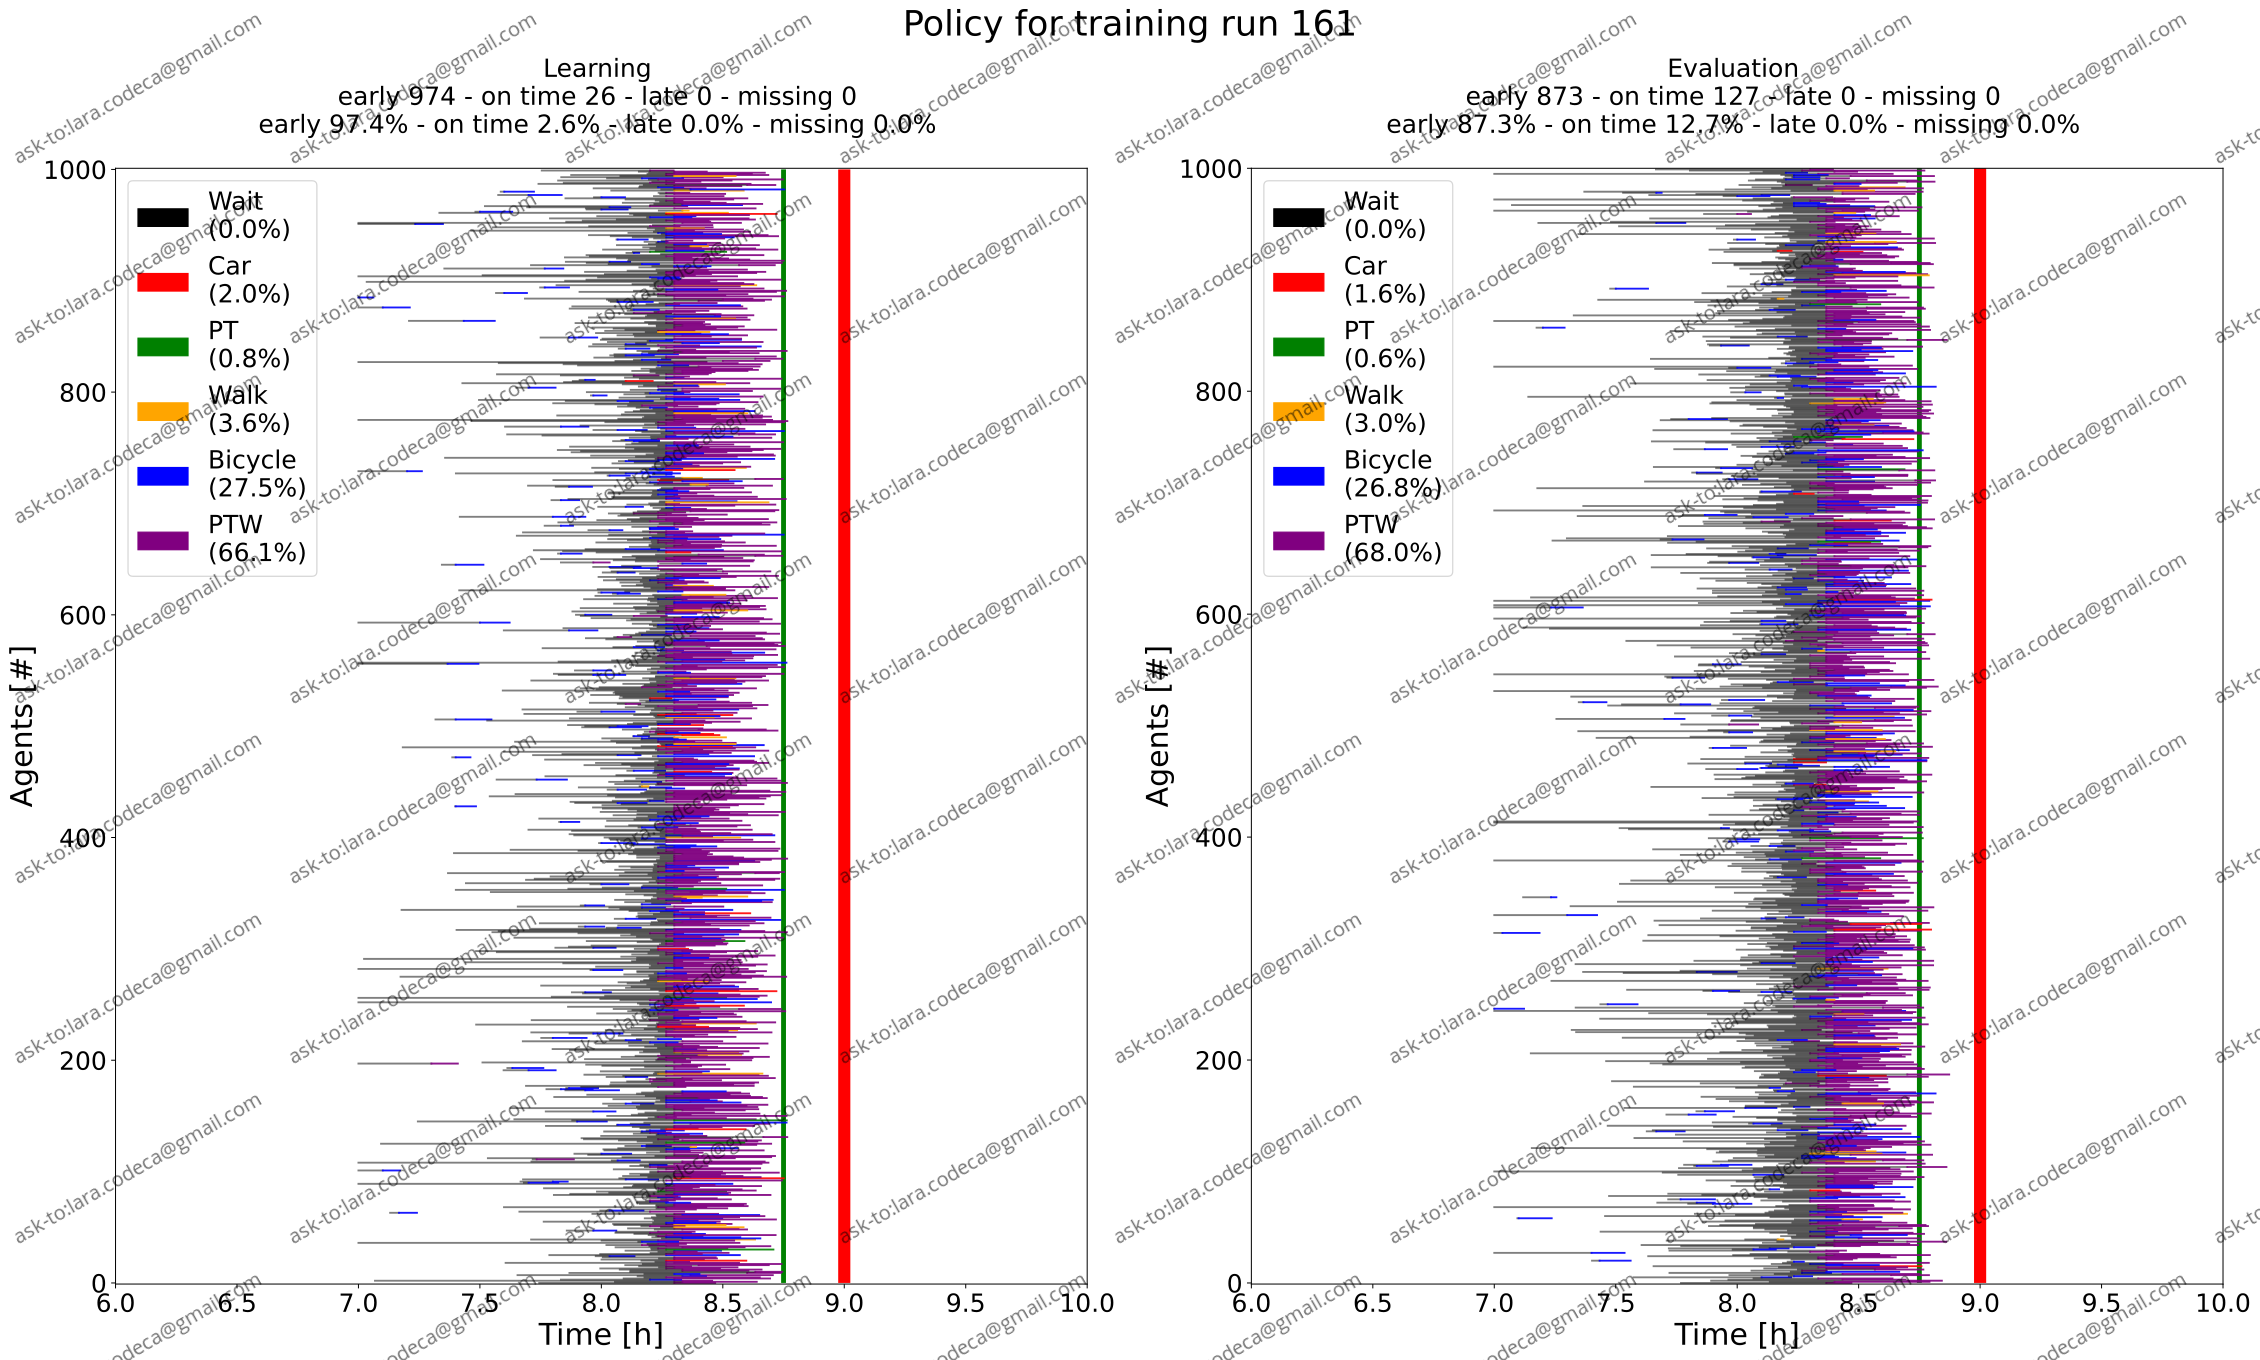 Policy for training run 161
Learning
early 974 - on time 26 - late 0 - missing 0
early 97.4% - on time 2.6% - late 0.0% - missing 0.0%
Wait
(0.0%)
Car
(2.0%)
PT
(0.8%)
Walk
(3.6%)
Bicycle
(27.5%)
PTW
(66.1%)
Agents [#]
1000
800
600
400
200
0
6.0 6.5 7.0 7.5 8.0 8.5 9.0 9.5 10.0
Time [h]
Evaluation
early 873 - on time 127 - late 0 - missing 0
early 87.3% - on time 12.7% - late 0.0% - missing 0.0%
Wait
(0.0%)
Car
(1.6%)
PT
(0.6%)
Walk
(3.0%)
Bicycle
(26.8%)
PTW
(68.0%)
Agents [#]
1000
800
600
400
200
0
6.0 6.5 7.0 7.5 8.0 8.5 9.0 9.5 10.0
Time [h]
ask-to:lara.codeca@gmail.com